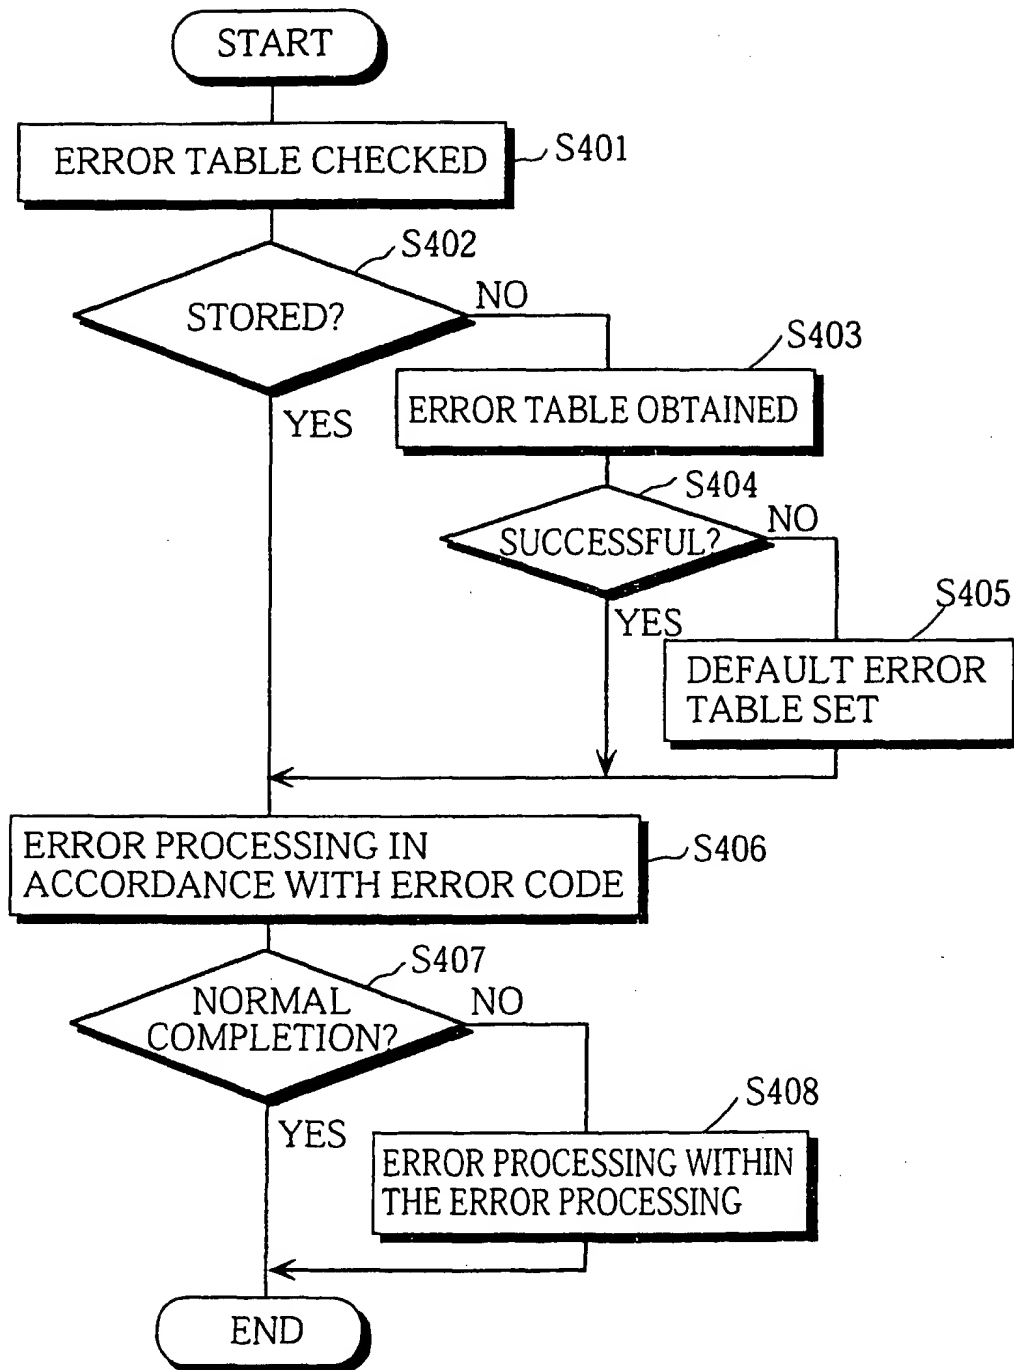 START
ERROR TABLE CHECKED
S401
S402
STORED?
NO
YES
S403
ERROR TABLE OBTAINED
S404
SUCCESSFUL?
NO
YES
S405
DEFAULT ERROR
TABLE SET
ERROR PROCESSING IN
ACCORDANCE WITH ERROR CODE
S406
S407
NORMAL
COMPLETION?
NO
YES
S408
ERROR PROCESSING WITHIN
THE ERROR PROCESSING
END